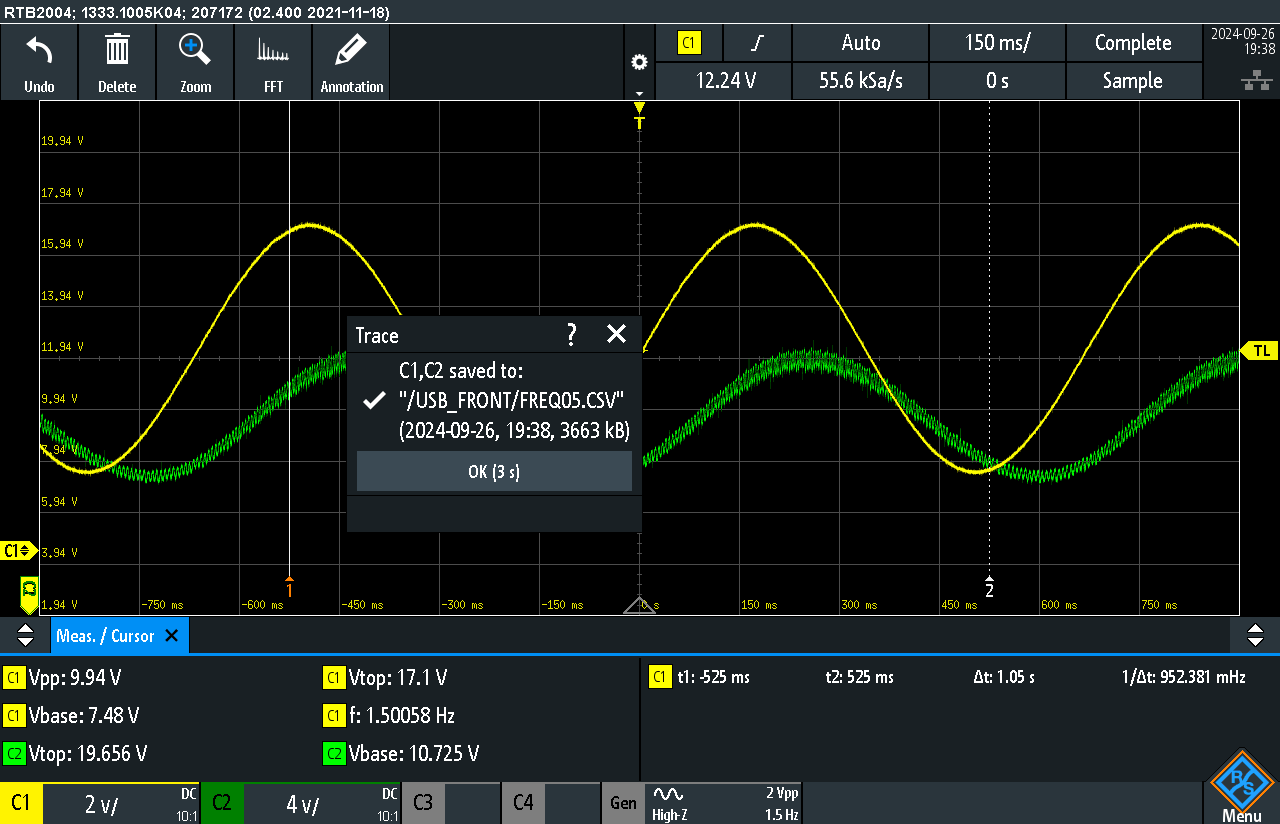 RTB2004; 1333.1005K04; 207172 (02.400 2021-11-18)
Undo
Delete
Zoom
FFT
Annotation
C1
Auto
150 ms/
Complete
2024-09-26
19:38
12.24 V
55.6 kSa/s
0 s
Sample
T
19.94 V
17.94 V
15.94 V
13.94 V
11.94 V
9.94 V
7.94 V
5.94 V
3.94 V
1.94 V
TL
C1
Trace ? X
C1,C2 saved to:
"/USB_FRONT/FREQ05.CSV"
(2024-09-26, 19:38, 3663 kB)
OK (3 s)
1
2
-750 ms
-600 ms
-450 ms
-300 ms
-150 ms
0 s
150 ms
300 ms
450 ms
600 ms
750 ms
Meas. / Cursor
C1 Vpp: 9.94 V
C1 Vtop: 17.1 V
C1 t1: -525 ms
t2: 525 ms
Δt: 1.05 s
1/Δt: 952.381 mHz
C1 Vbase: 7.48 V
C1 f: 1.50058 Hz
C2 Vtop: 19.656 V
C2 Vbase: 10.725 V
C1
2 V/
DC
10:1
C2
4 V/
DC
10:1
C3
C4
Gen
High-Z
2 Vpp
1.5 Hz
R S
Menu